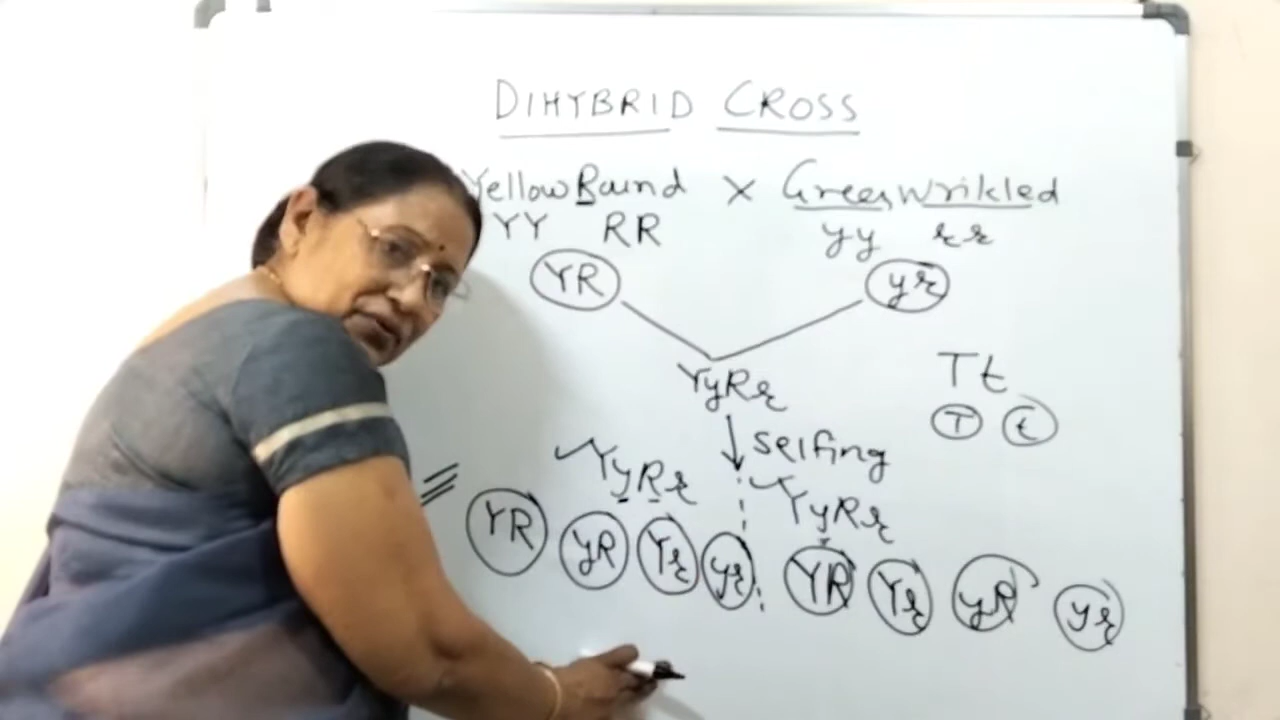 DIHYBRID CROSS
Yellow Round X Green Wrikled
YY RR yy rr
YR yr
YyRr
Tt
T t
selfing
YyRr YyRr
YR yR Yr yr YR Yr yR yr